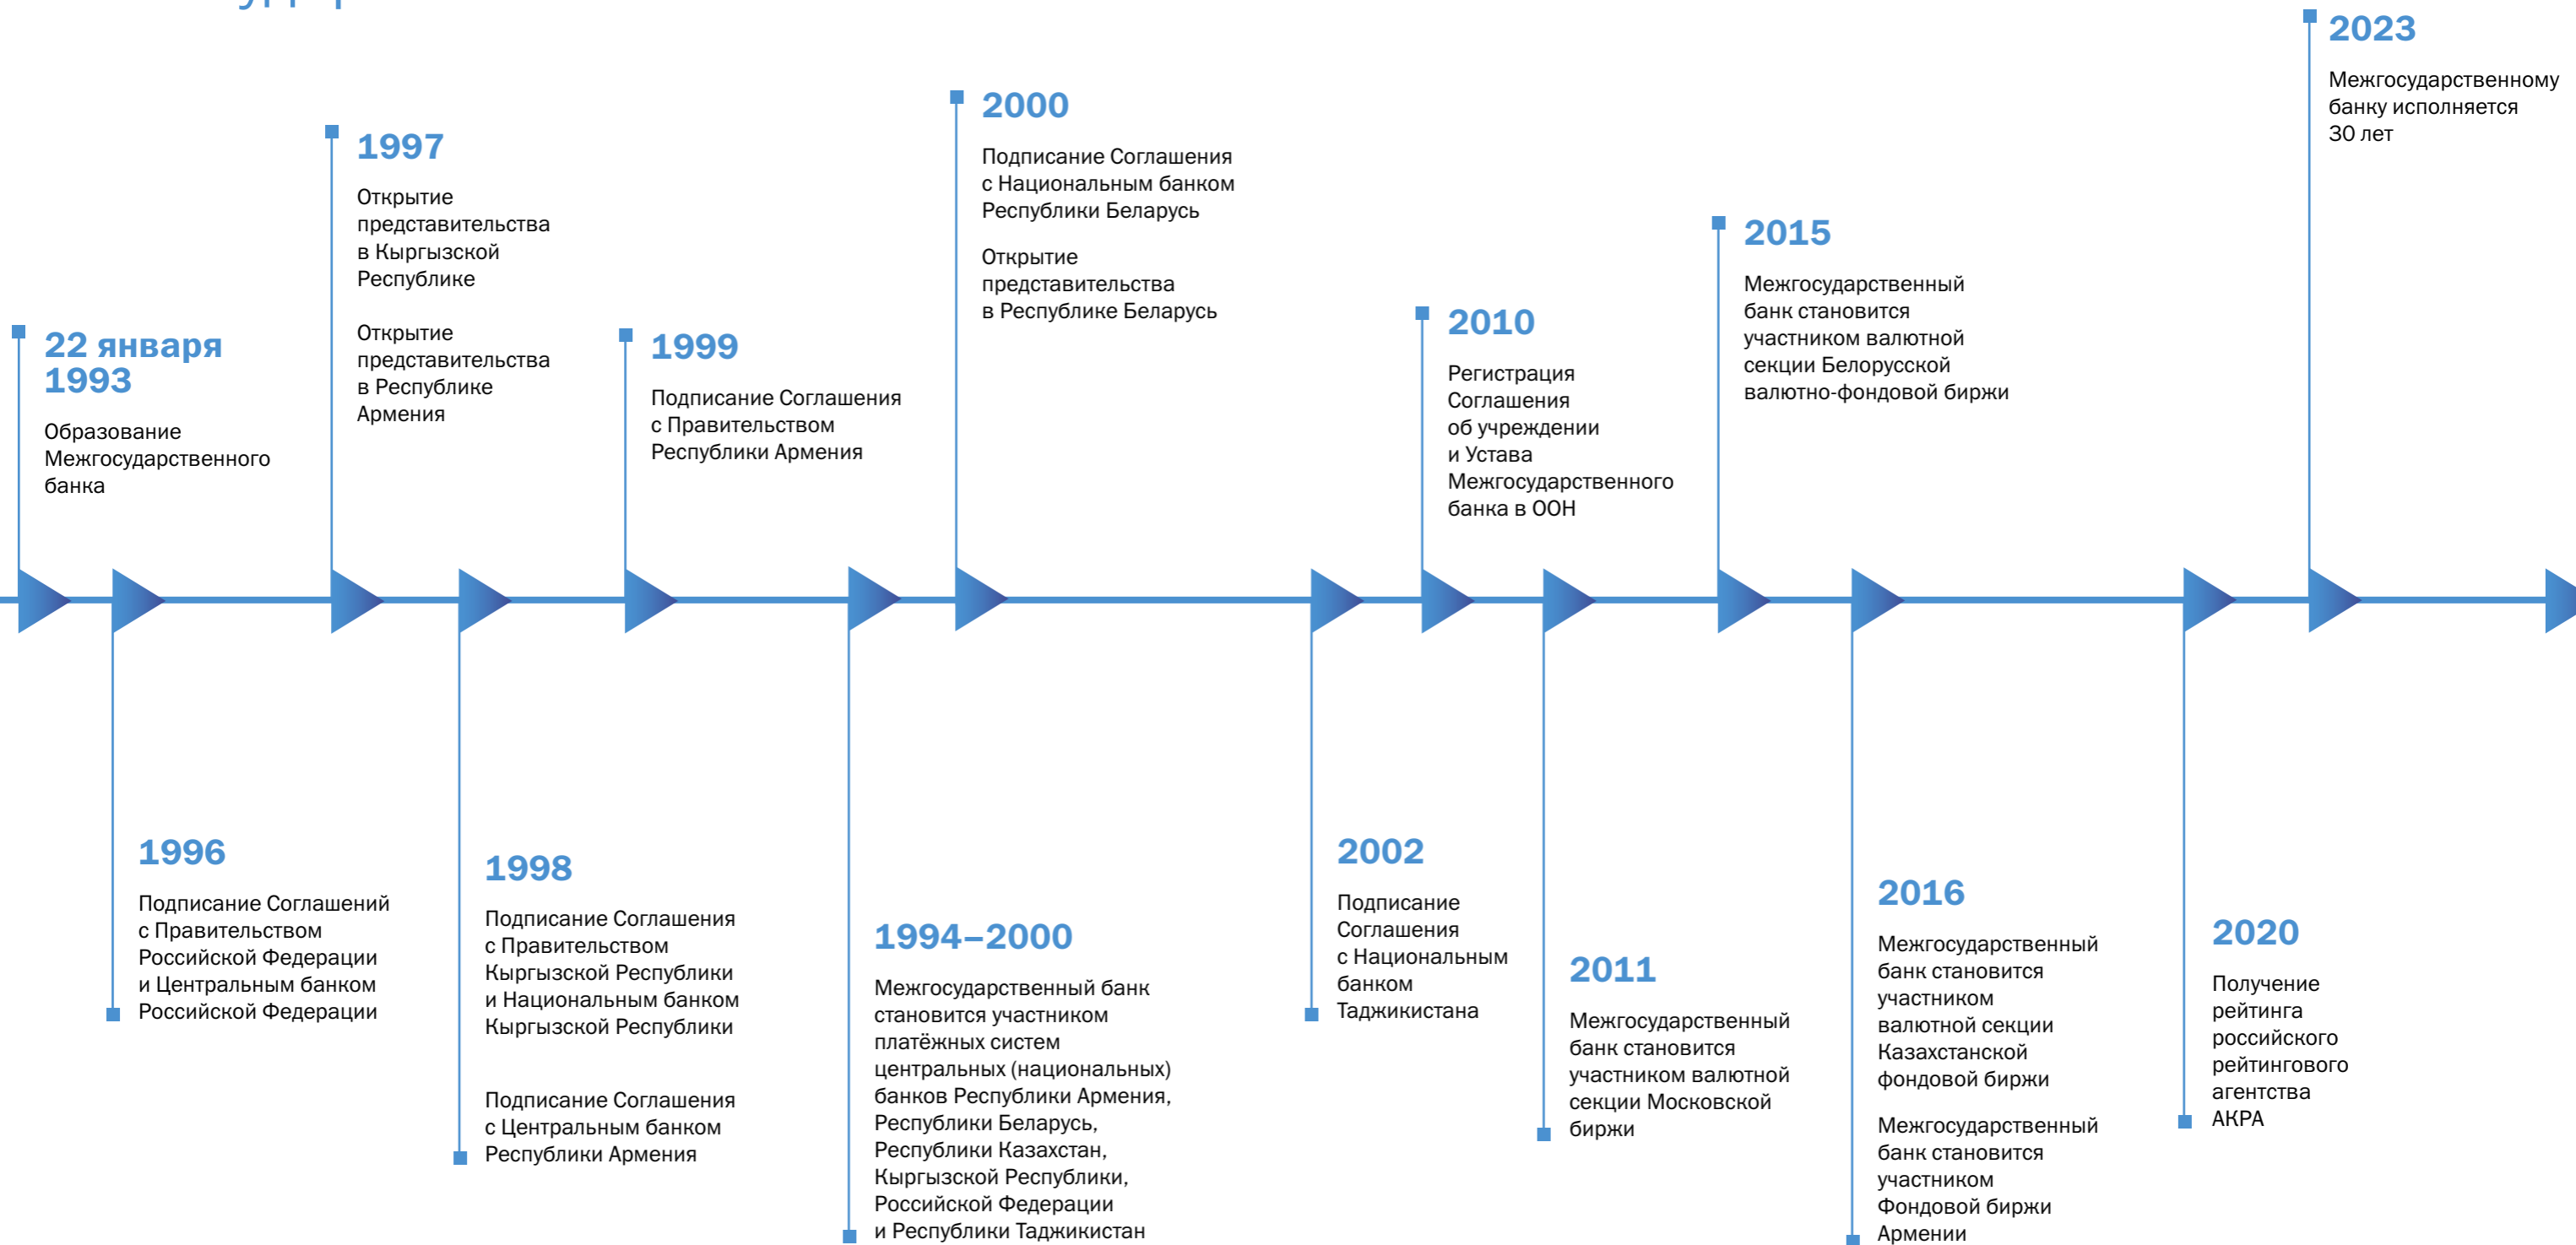 22 января
1993
Образование
Межгосударственного
банка
1996
Подписание Соглашений
с Правительством
Российской Федерации
и Центральным банком
Российской Федерации
1997
Открытие
представительства
в Кыргызской
Республике
Открытие
представительства
в Республике
Армения
1998
Подписание Соглашения
с Правительством
Кыргызской Республики
и Национальным банком
Кыргызской Республики
Подписание Соглашения
с Центральным банком
Республики Армения
1999
Подписание Соглашения
с Правительством
Республики Армения
1994–2000
Межгосударственный банк
становится участником
платёжных систем
центральных (национальных)
банков Республики Армения,
Республики Беларусь,
Республики Казахстан,
Кыргызской Республики,
Российской Федерации
и Республики Таджикистан
2000
Подписание Соглашения
с Национальным банком
Республики Беларусь
Открытие
представительства
в Республике Беларусь
2002
Подписание
Соглашения
с Национальным
банком
Таджикистана
2010
Регистрация
Соглашения
об учреждении
и Устава
Межгосударственного
банка в ООН
2011
Межгосударственный
банк становится
участником валютной
секции Московской
биржи
2015
Межгосударственный
банк становится
участником валютной
секции Белорусской
валютно-фондовой биржи
2016
Межгосударственный
банк становится
участником
валютной секции
Казахстанской
фондовой биржи
Межгосударственный
банк становится
участником
Фондовой биржи
Армении
2020
Получение
рейтинга
российского
рейтингового
агентства
АКРА
2023
Межгосударственному
банку исполняется
30 лет